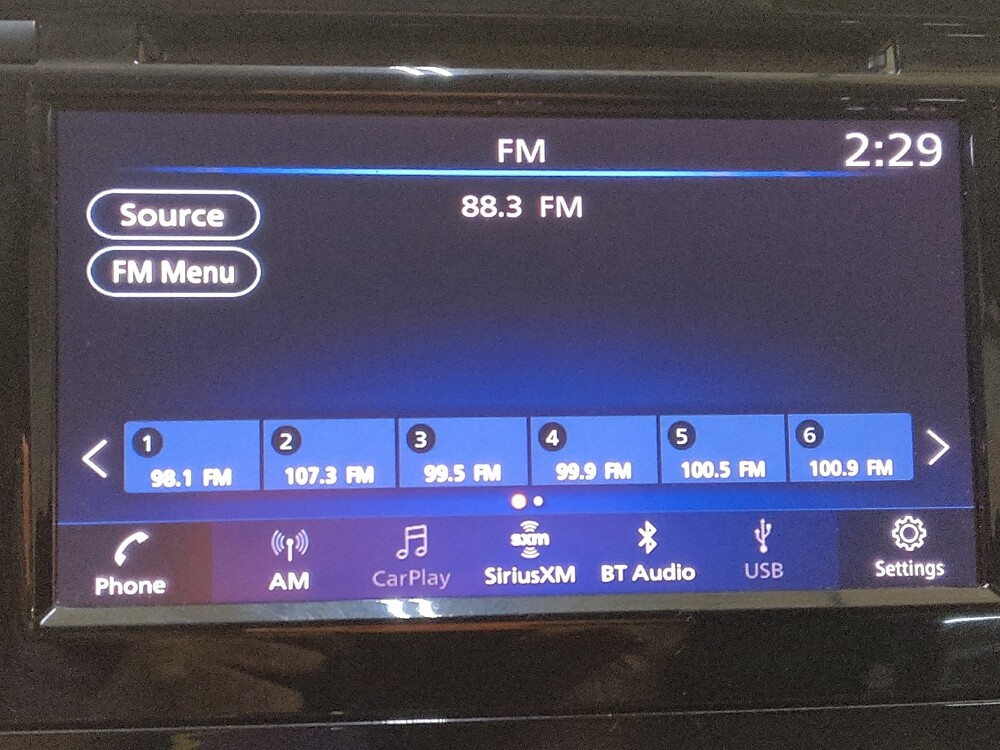 FM
2:29
Source
88.3 FM
FM Menu
1
2
3
4
5
6
98.1 FM
107.3 FM
99.5 FM
99.9 FM
100.5 FM
100.9 FM
sxm
Phone
AM
CarPlay
SiriusXM
BT Audio
USB
Settings